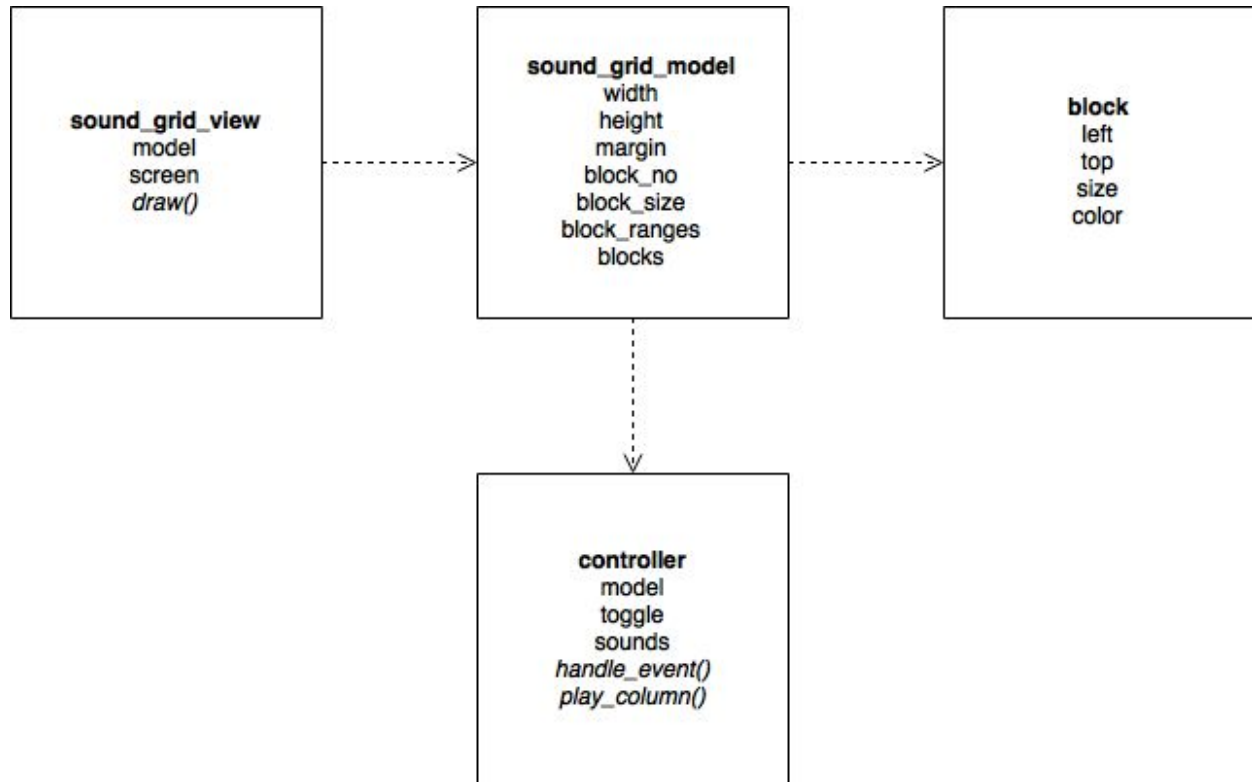 sound_grid_view
model
screen
draw()
sound_grid_model
width
height
margin
block_no
block_size
block_ranges
blocks
block
left
top
size
color
controller
model
toggle
sounds
handle_event()
play_column()